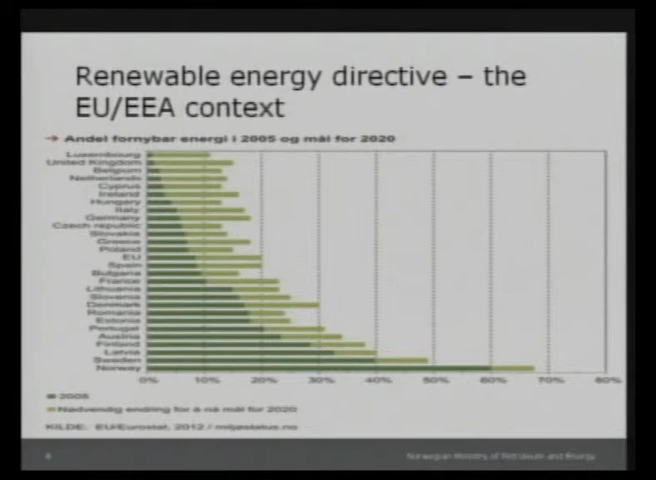 Renewable energy directive – the
EU/EEA context
Andel fornybar energi i 2005 og mål for 2020
Luxembourg
United Kingdom
Belgium
Netherlands
Cyprus
Ireland
Hungary
Italy
Germany
Czech republic
Slovakia
Greece
Poland
EU
Spain
Bulgaria
France
Lithuania
Slovenia
Denmark
Romania
Estonia
Portugal
Austria
Finland
Latvia
Sweden
Norway
0% 10% 20% 30% 40% 50% 60% 70% 80%
2005
Nødvendig endring for å nå mål for 2020
KILDE: EU/Eurostat, 2012 / miljøstatus.no
Norwegian Ministry of Petroleum and Energy